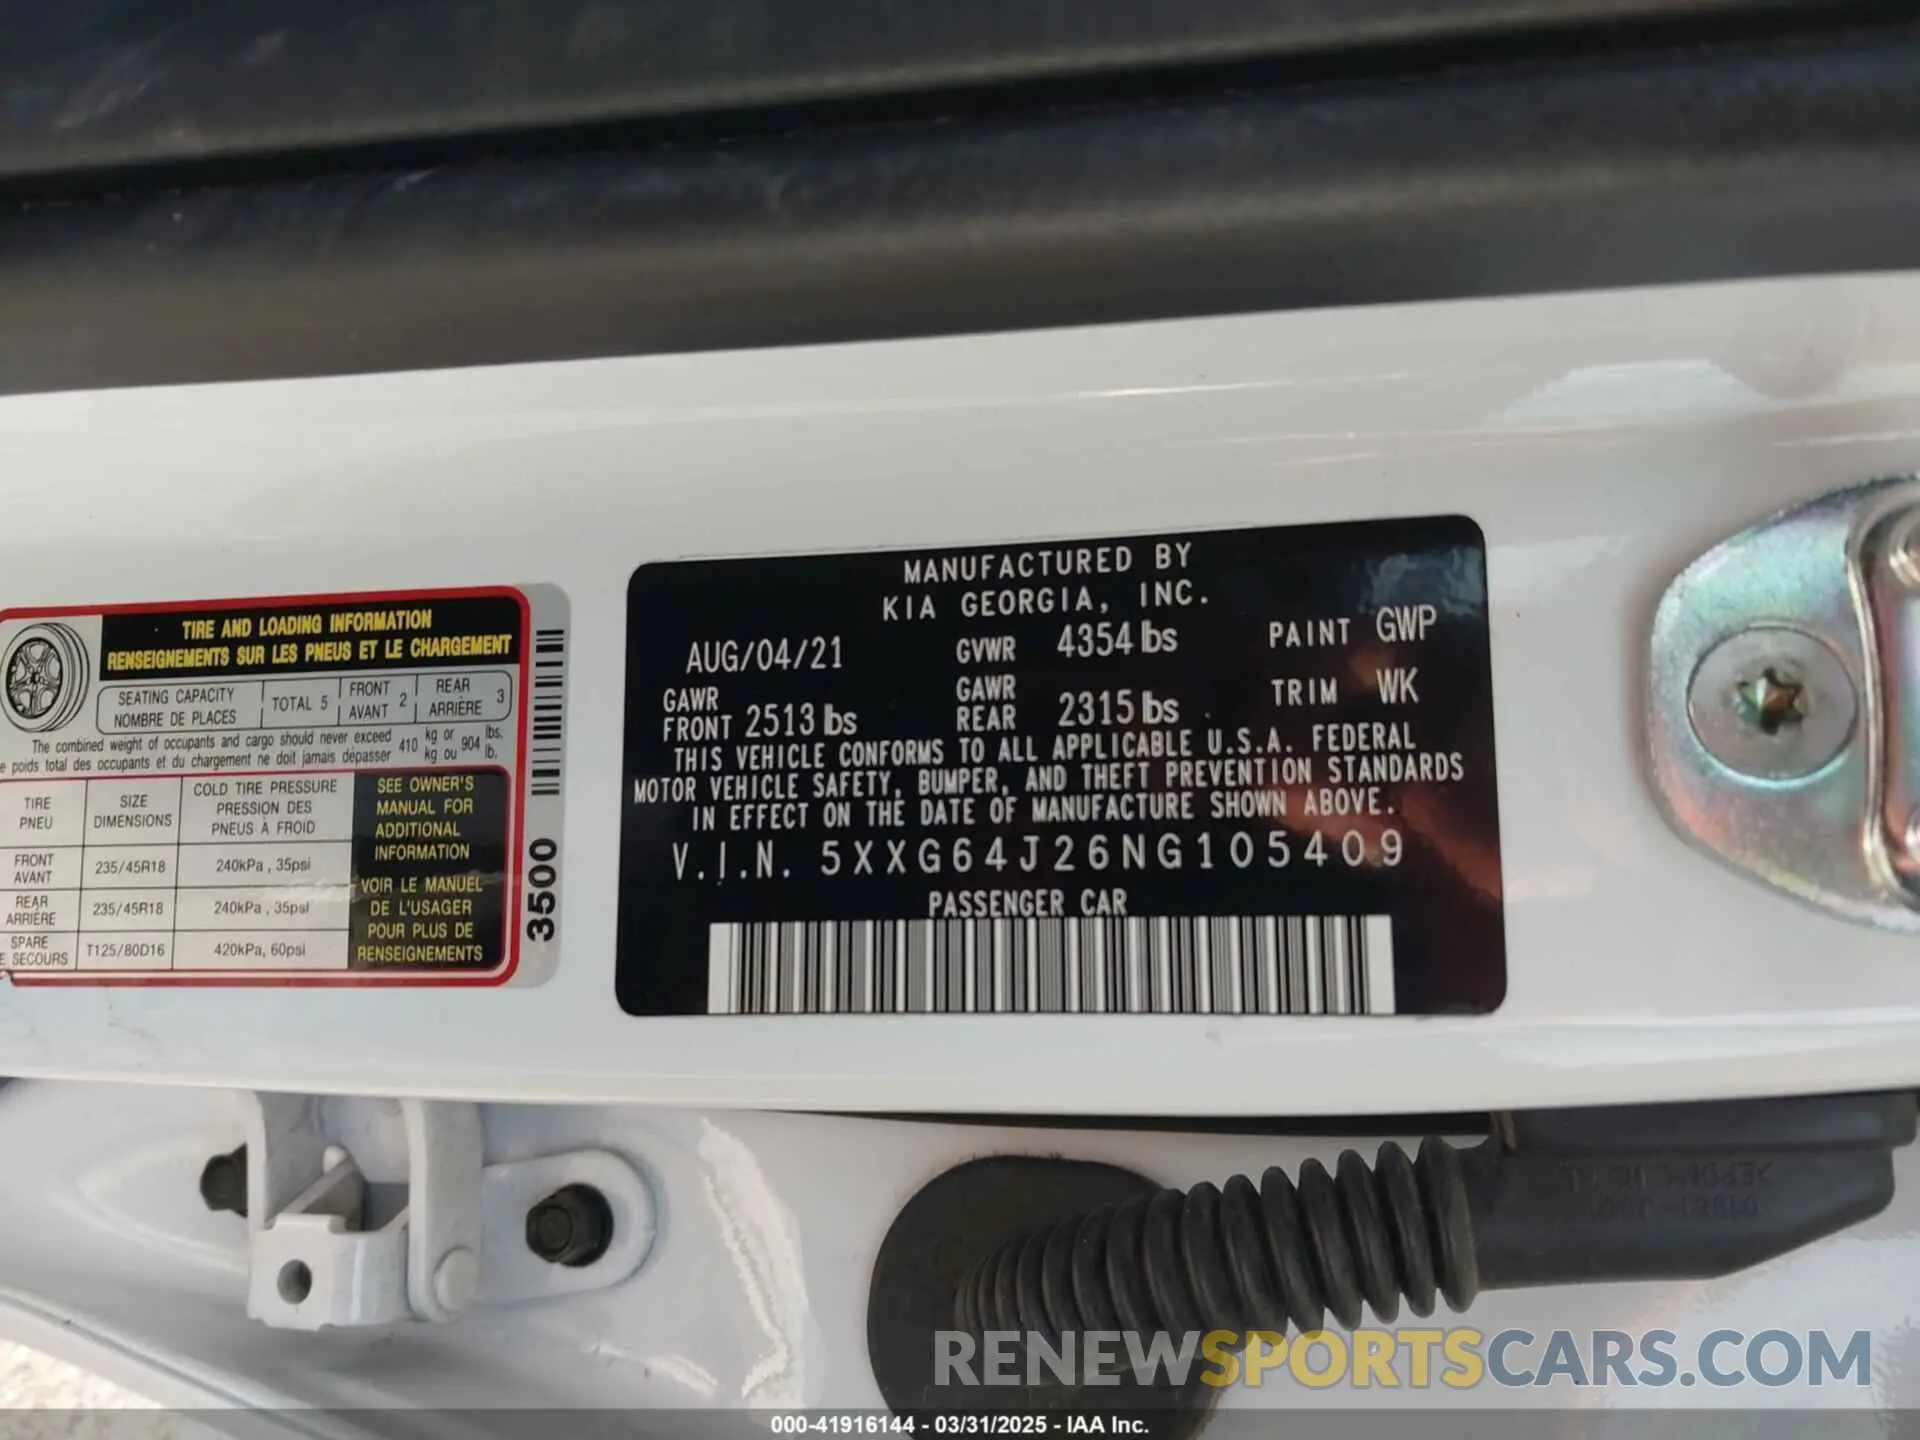 TIRE AND LOADING INFORMATION
RENSEIGNEMENTS SUR LES PNEUS ET LE CHARGEMENT
SEATING CAPACITY
NOMBRE DE PLACES
TOTAL 5
FRONT
AVANT 2
REAR
ARRIÈRE 3
The combined weight of occupants and cargo should never exceed 410 kg or 904 lbs.
poids total des occupants et du chargement ne doit jamais dépasser kg ou lb.
TIRE
PNEU
SIZE
DIMENSIONS
COLD TIRE PRESSURE
PRESSION DES
PNEUS À FROID
FRONT
AVANT
235/45R18
240kPa , 35psi
REAR
ARRIÈRE
235/45R18
240kPa , 35psi
SPARE
SECOURS
T125/80D16
420kPa, 60psi
SEE OWNER'S
MANUAL FOR
ADDITIONAL
INFORMATION
VOIR LE MANUEL
DE L'USAGER
POUR PLUS DE
RENSEIGNEMENTS
3500
MANUFACTURED BY
KIA GEORGIA, INC.
AUG/04/21 GVWR 4354 lbs PAINT GWP
GAWR
FRONT 2513 lbs
GAWR
REAR 2315 lbs
TRIM WK
THIS VEHICLE CONFORMS TO ALL APPLICABLE U.S.A. FEDERAL
MOTOR VEHICLE SAFETY, BUMPER, AND THEFT PREVENTION STANDARDS
IN EFFECT ON THE DATE OF MANUFACTURE SHOWN ABOVE.
V.I.N. 5XXG64J26NG105409
PASSENGER CAR
RENEWSPORTSCARS.COM
000-41916144 - 03/31/2025 - IAA Inc.